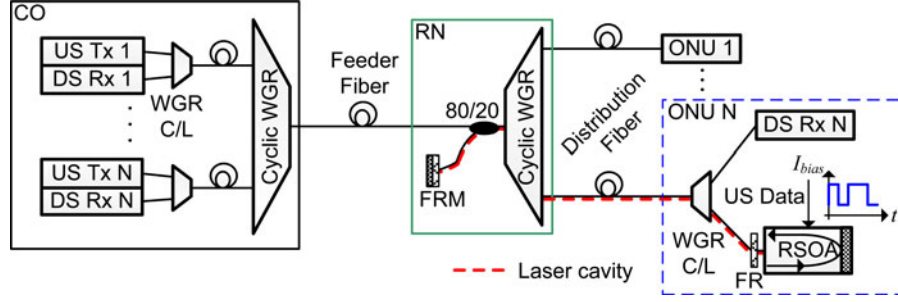 CO
US Tx 1
DS Rx 1
WGR
C/L
US Tx N
DS Rx N
Cyclic WGR
Feeder
Fiber
RN
80/20
FRM
Cyclic WGR
Distribution
Fiber
ONU 1
ONU N
DS Rx N
I bias
US Data
t
WGR
C/L
FR
RSOA
Laser cavity